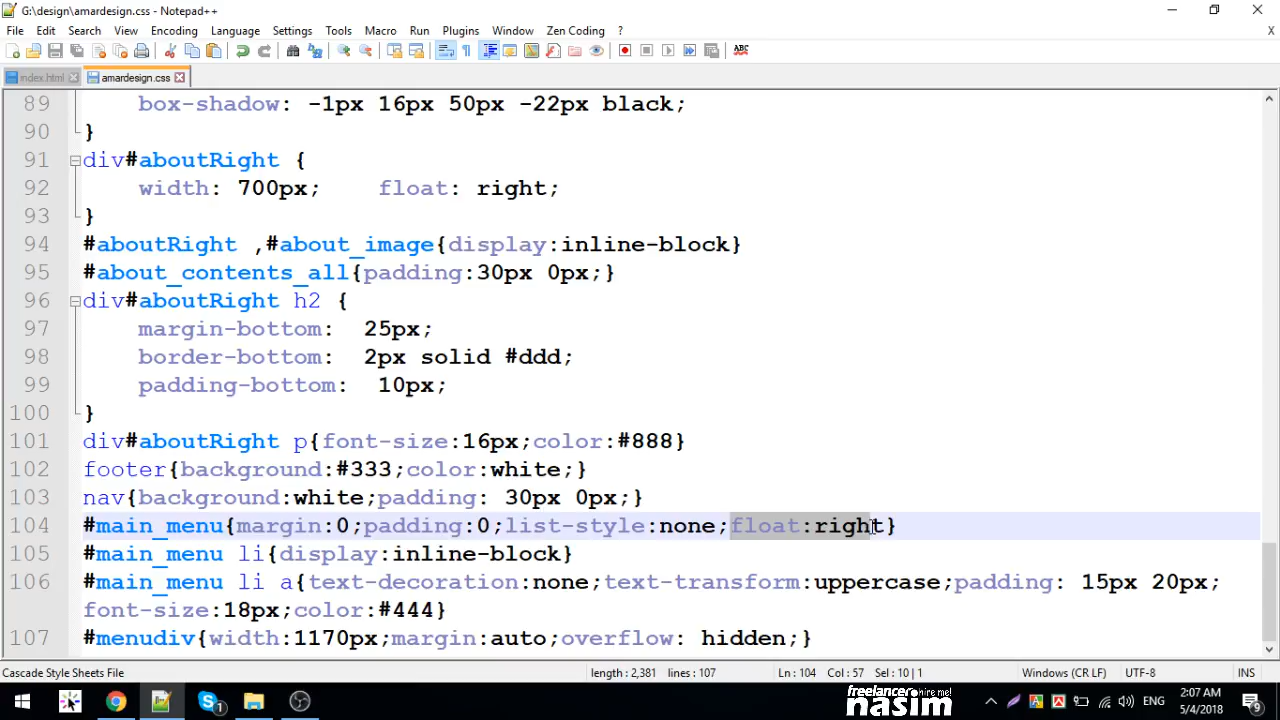 G:\design\amardesign.css - Notepad++
File Edit Search View Encoding Language Settings Tools Macro Run Plugins Window Zen Coding ? X
index.html amardesign.css
89 box-shadow: -1px 16px 50px -22px black;
90 }
91 div#aboutRight {
92 width: 700px; float: right;
93 }
94 #aboutRight ,#about_image{display:inline-block}
95 #about_contents_all{padding:30px 0px;}
96 div#aboutRight h2 {
97 margin-bottom: 25px;
98 border-bottom: 2px solid #ddd;
99 padding-bottom: 10px;
100 }
101 div#aboutRight p{font-size:16px;color:#888}
102 footer{background:#333;color:white;}
103 nav{background:white;padding: 30px 0px;}
104 #main_menu{margin:0;padding:0;list-style:none;float:right}
105 #main_menu li{display:inline-block}
106 #main_menu li a{text-decoration:none;text-transform:uppercase;padding: 15px 20px;
font-size:18px;color:#444}
107 #menudiv{width:1170px;margin:auto;overflow: hidden;}
Cascade Style Sheets File length : 2,381 lines : 107 Ln : 104 Col : 57 Sel : 10 | 1 Windows (CR LF) UTF-8 INS
freelancers hire me!
nasim
ENG
2:07 AM
5/4/2018